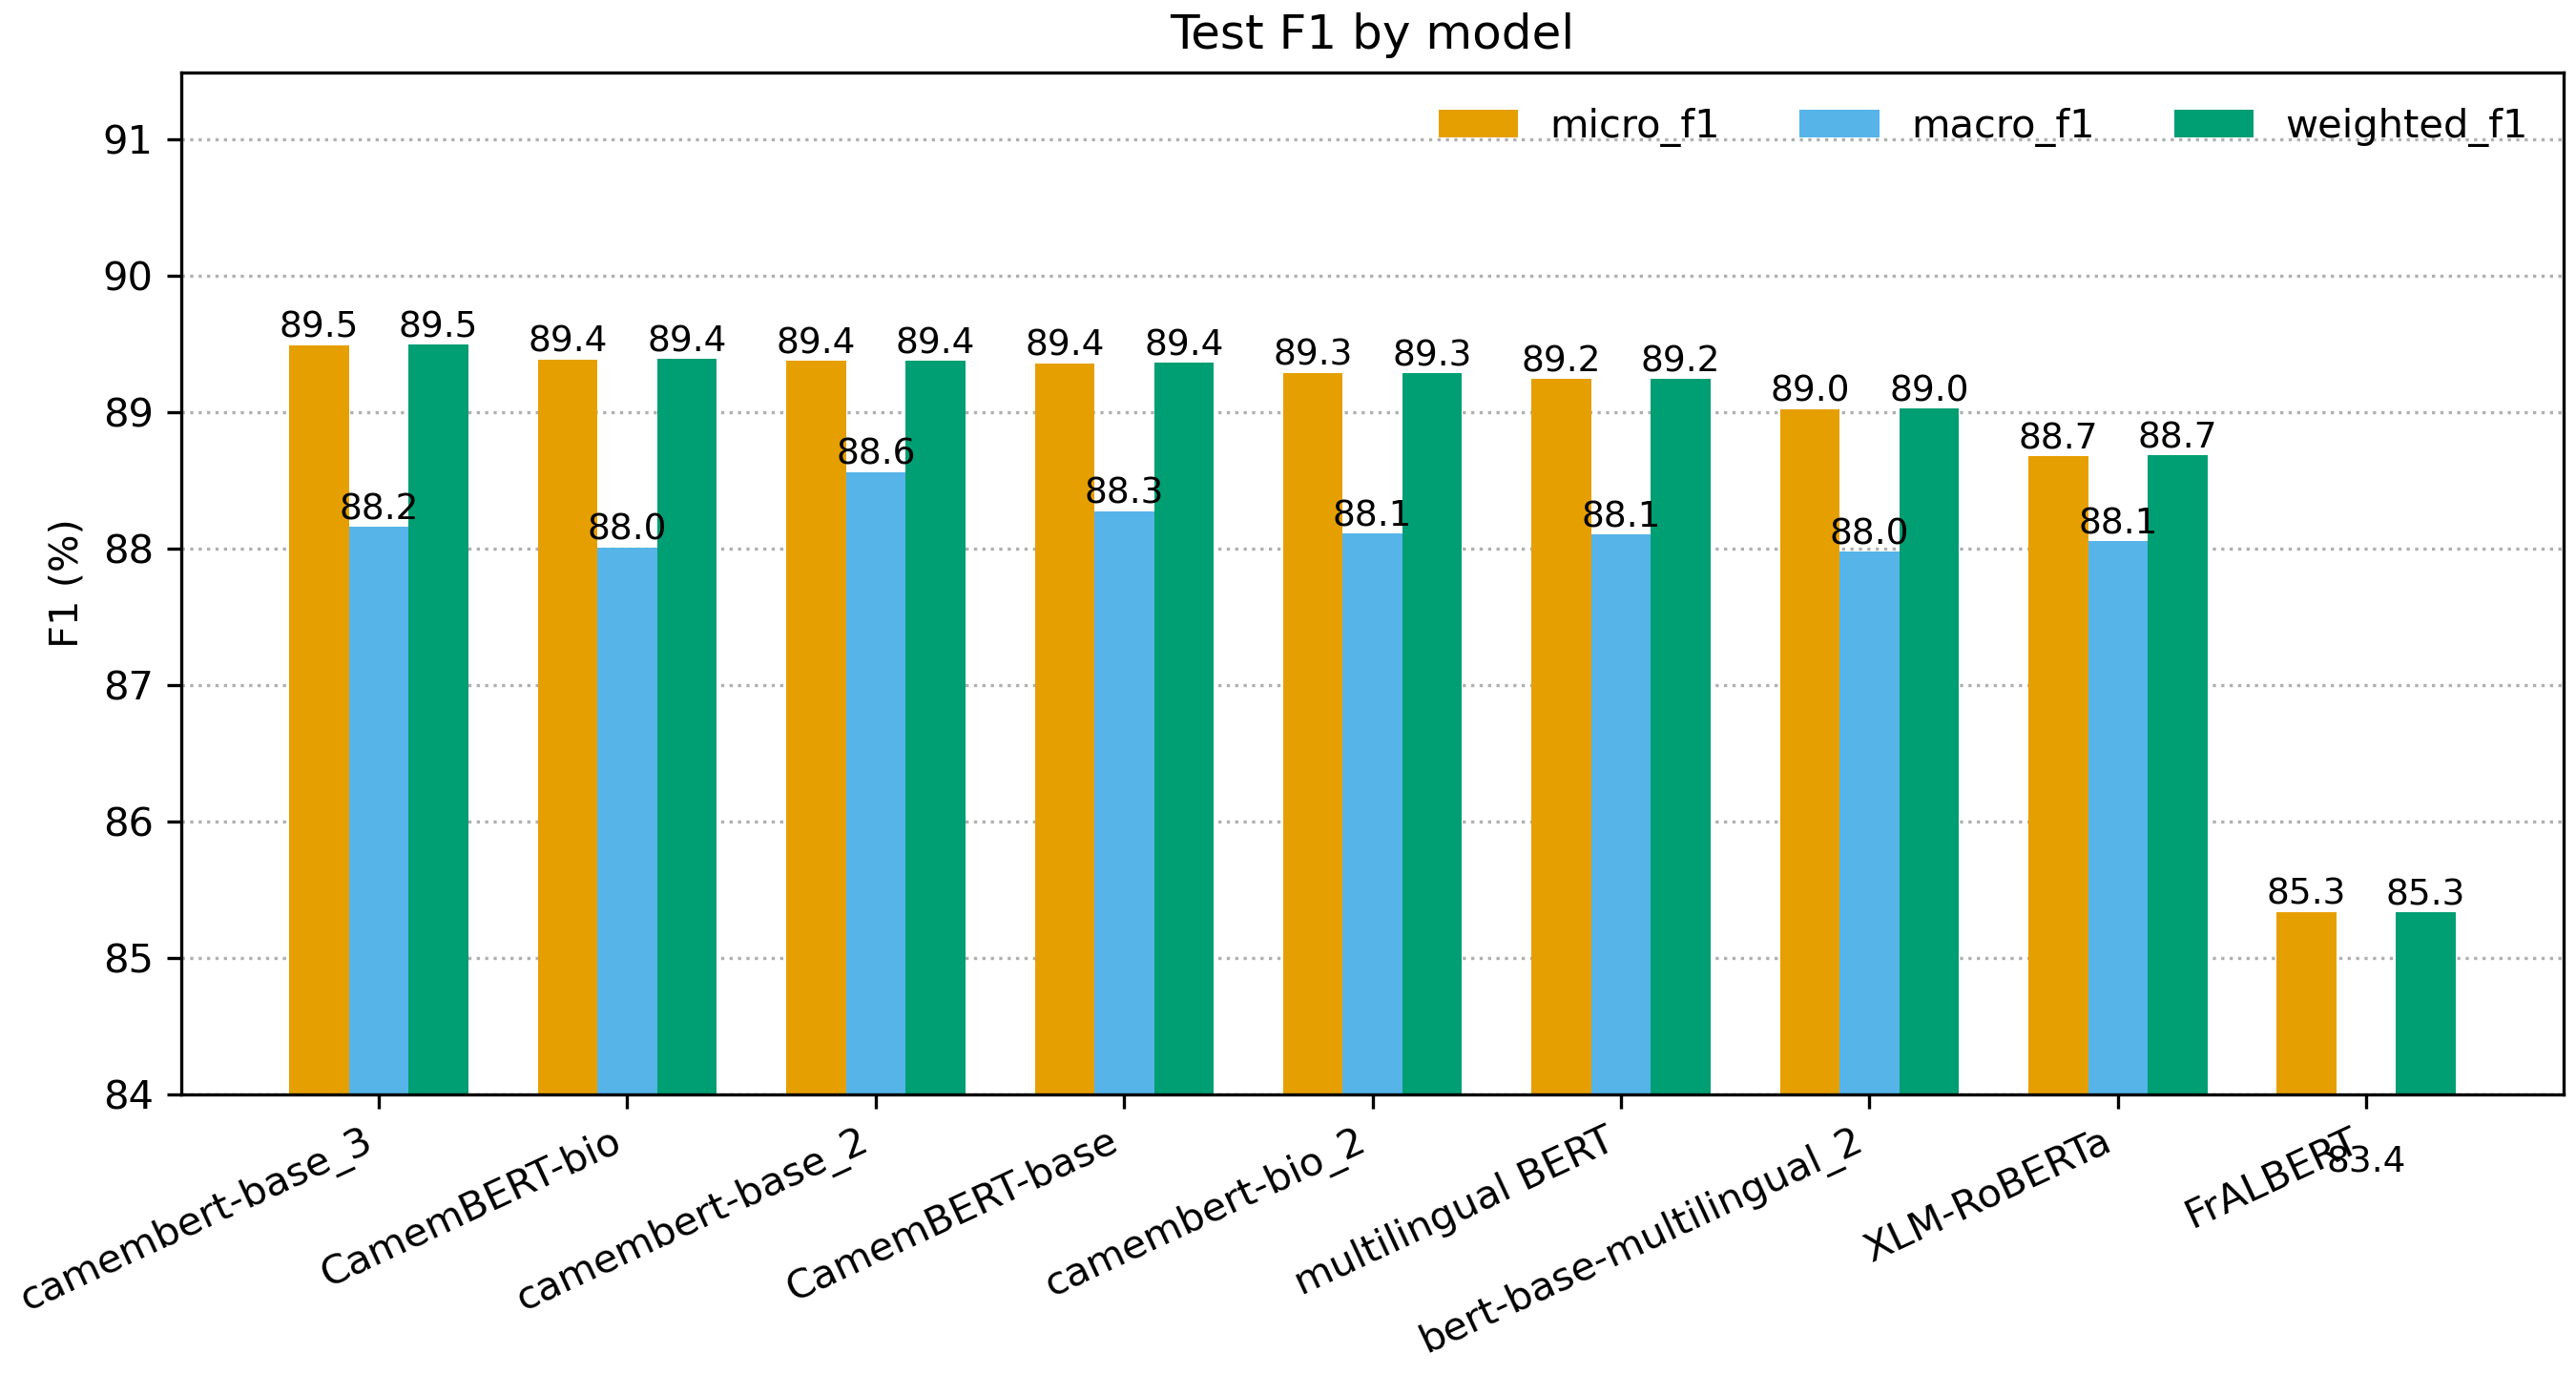 Test F1 by model
micro_f1 macro_f1 weighted_f1
F1 (%)
91
90
89
88
87
86
85
84
89.5 88.2 89.5
89.4 88.0 89.4
89.4 88.6 89.4
89.4 88.3 89.4
89.3 88.1 89.3
89.2 88.1 89.2
89.0 88.0 89.0
88.7 88.1 88.7
85.3 83.4 85.3
camembert-base_3
CamemBERT-bio
camembert-base_2
CamemBERT-base
camembert-bio_2
multilingual BERT
bert-base-multilingual_2
XLM-RoBERTa
FrALBERT